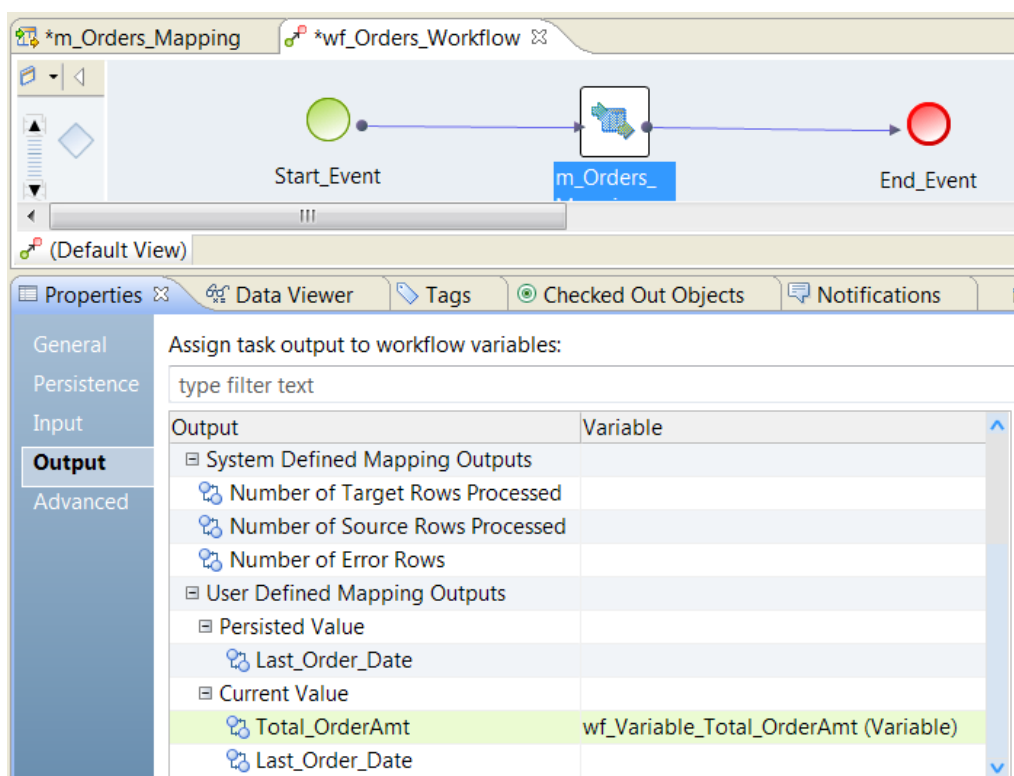 *m_Orders_Mapping
*wf_Orders_Workflow
Start_Event
m_Orders_
End_Event
(Default View)
Properties
Data Viewer
Tags
Checked Out Objects
Notifications
General
Persistence
Input
Output
Advanced
Assign task output to workflow variables:
type filter text
Output Variable
System Defined Mapping Outputs
Number of Target Rows Processed
Number of Source Rows Processed
Number of Error Rows
User Defined Mapping Outputs
Persisted Value
Last_Order_Date
Current Value
Total_OrderAmt wf_Variable_Total_OrderAmt (Variable)
Last_Order_Date